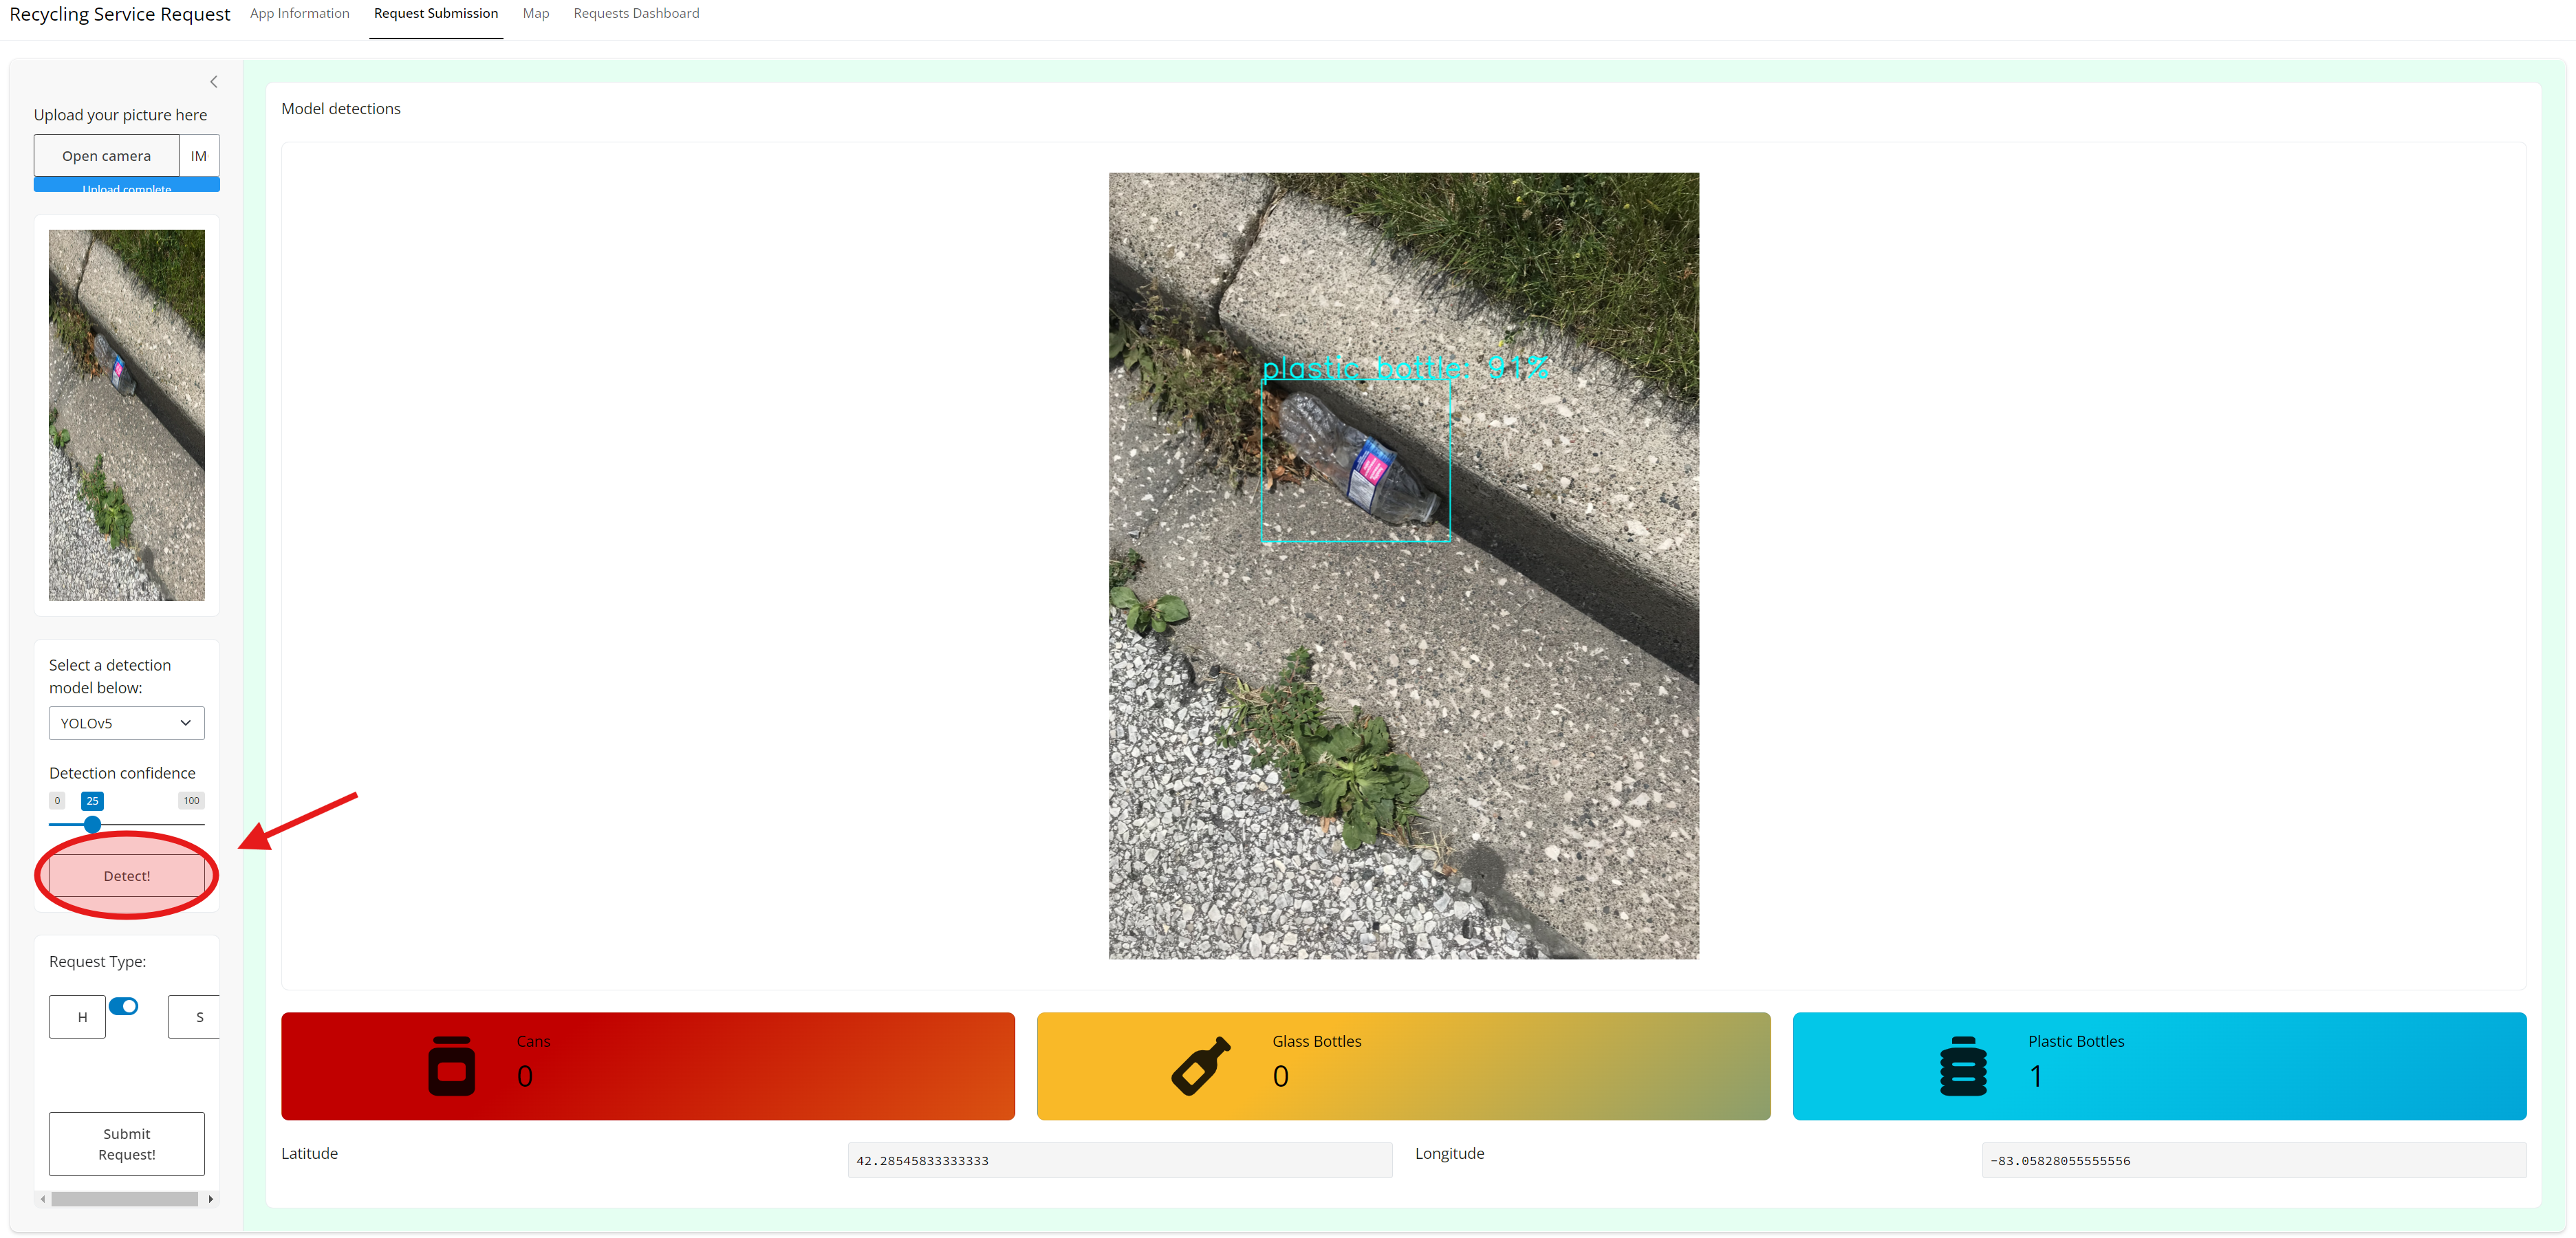 Recycling Service Request App Information Request Submission Map Requests Dashboard
Upload your picture here
Open camera IM
Upload complete
Select a detection
model below:
YOLOv5
Detection confidence
0 25 100
Detect!
Request Type:
H S
Submit
Request!
Model detections
plastic bottle: 91%
Cans
0
Glass Bottles
0
Plastic Bottles
1
Latitude 42.28545833333333 Longitude -83.05828055555556